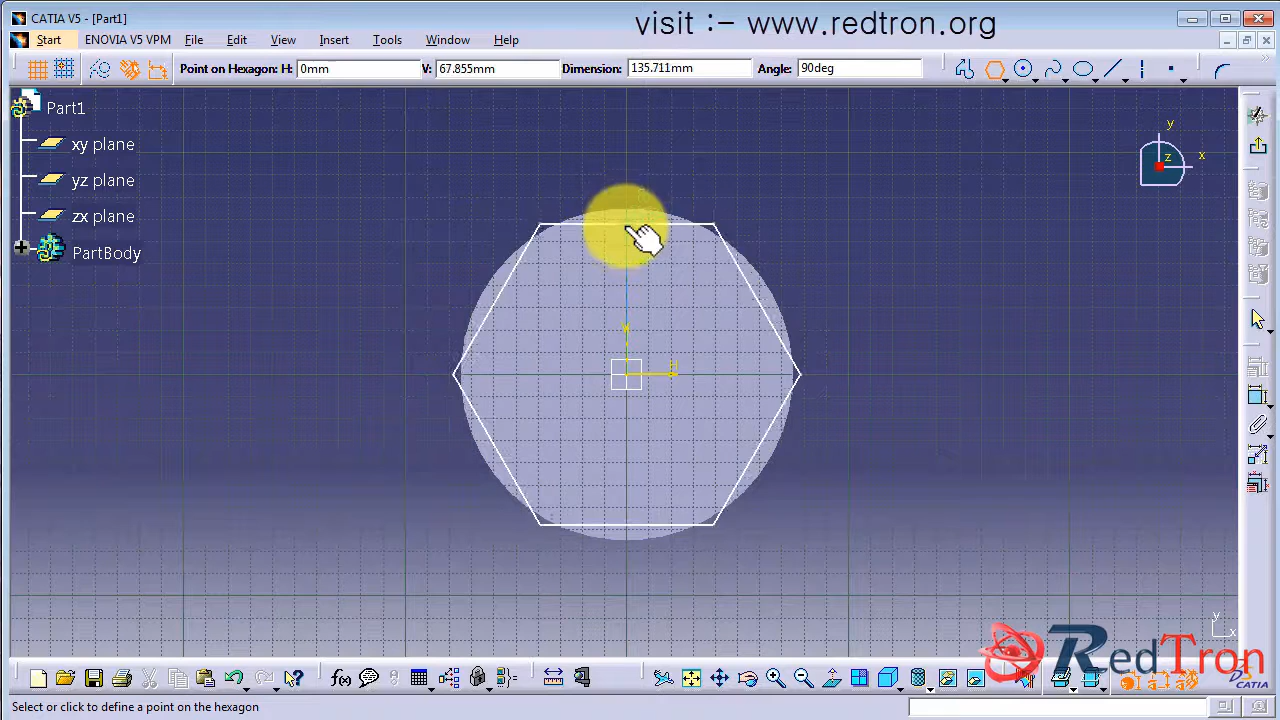 CATIA V5 - [Part1]
visit :- www.redtron.org
Start ENOVIA V5 VPM File Edit View Insert Tools Window Help
Point on Hexagon: H: 0mm V: 67.855mm Dimension: 135.711mm Angle: 90deg
Part1
xy plane
yz plane
zx plane
PartBody
y
x
z
V
H
y
x
f(x)
RedTron
CATIA
Select or click to define a point on the hexagon